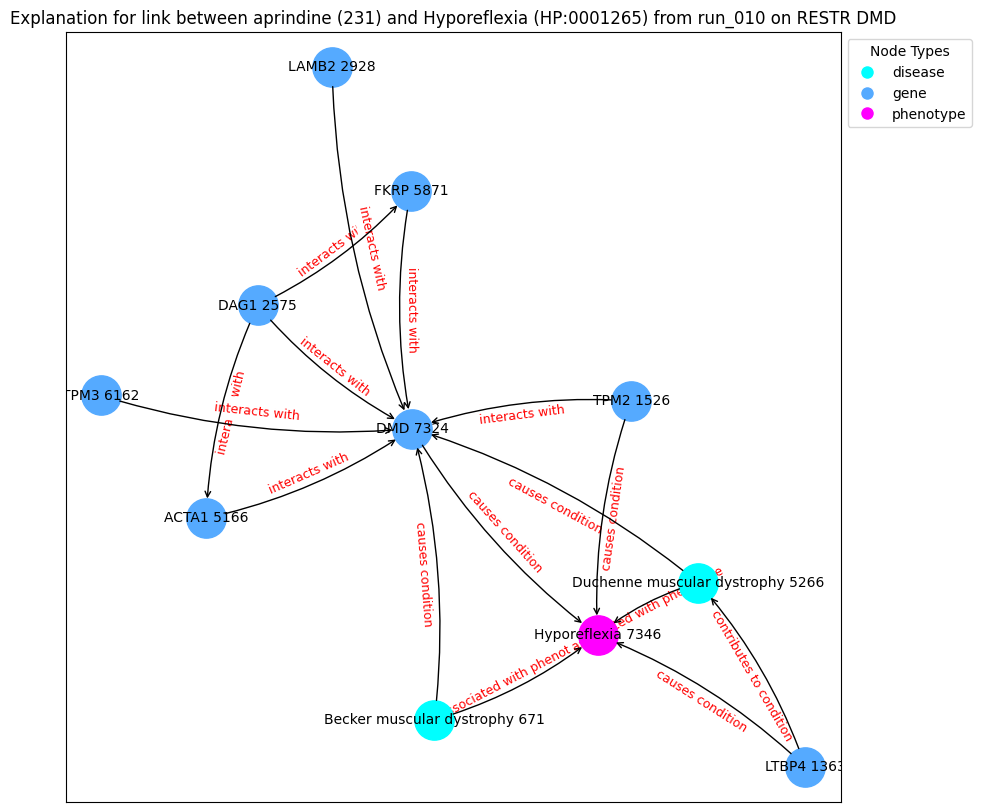 Explanation for link between aprindine (231) and Hyporeflexia (HP:0001265) from run_010 on RESTR DMD
Node Types
disease
gene
phenotype
LAMB2 2928
FKRP 5871
interacts with
interacts wi
interacts with
DAG1 2575
interacts with
TPM3 6162
interacts with
intera with
TPM2 1526
interacts with
DMD 7324
interacts with
causes condition
causes condition
causes condition
causes condition
ACTA1 5166
Duchenne muscular dystrophy 5266
ed with phe
Hyporeflexia 7346
sociated with phenot
contributes to condition
causes condition
Becker muscular dystrophy 671
LTBP4 1363